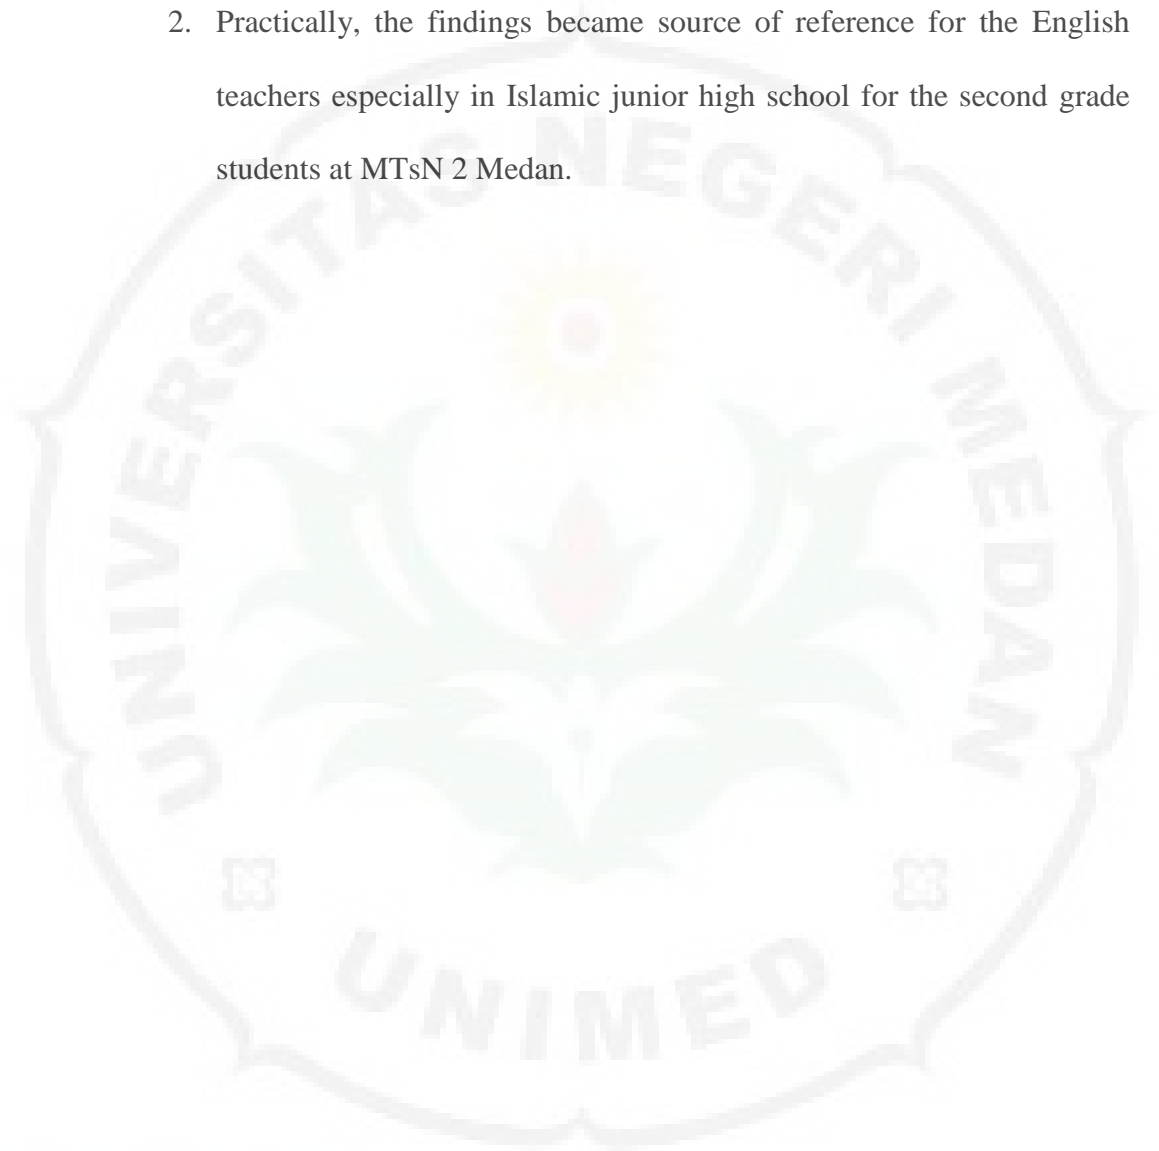 2. Practically, the findings became source of reference for the English
teachers especially in Islamic junior high school for the second grade
students at MTsN 2 Medan.
UNIVERSITAS NEGERI MEDAN
UNIMED